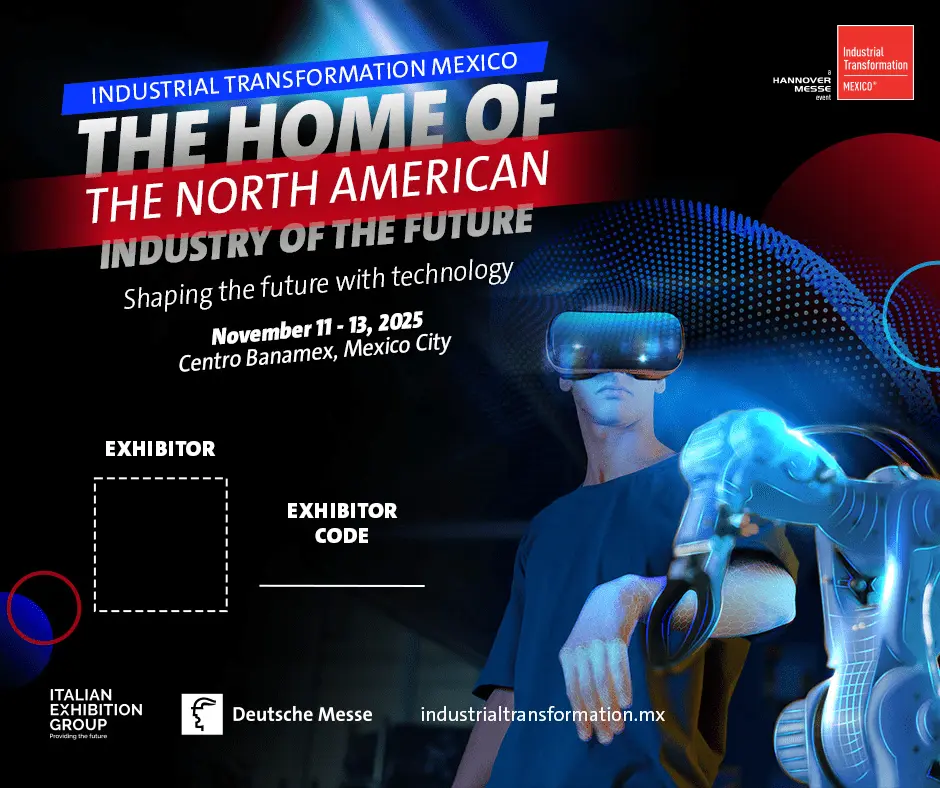 INDUSTRIAL TRANSFORMATION MEXICO
THE HOME OF
THE NORTH AMERICAN
INDUSTRY OF THE FUTURE
Shaping the future with technology
November 11 - 13, 2025
Centro Banamex, Mexico City
a
HANNOVER
MESSE
event
Industrial
Transformation
MEXICO®
EXHIBITOR
EXHIBITOR
CODE
ITALIAN
EXHIBITION
GROUP
Providing the future
Deutsche Messe
industrialtransformation.mx